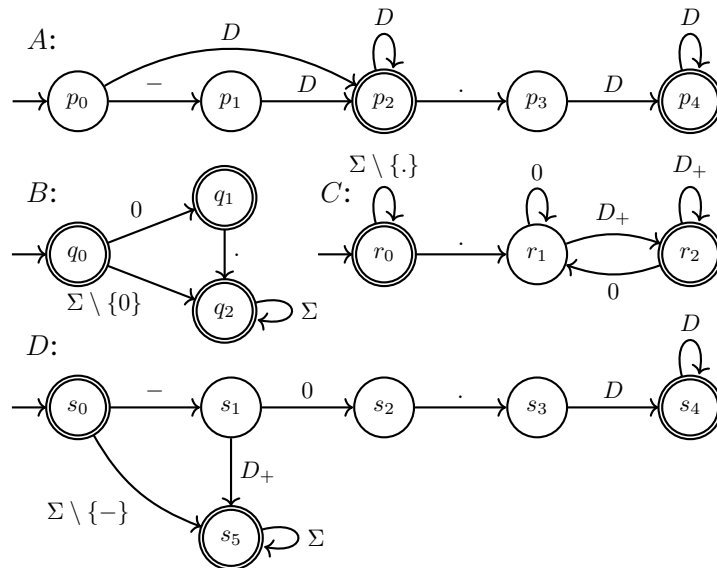 A:
D
D
D
p₀
−
p₁
D
p₂
.
p₃
D
p₄
B:
0
q₁
q₀
.
Σ \ {0}
q₂
Σ
C:
Σ \ {.}
0
D₊
D₊
r₀
.
r₁
r₂
0
D:
D
s₀
−
s₁
0
s₂
.
s₃
D
s₄
D₊
Σ \ {−}
s₅
Σ